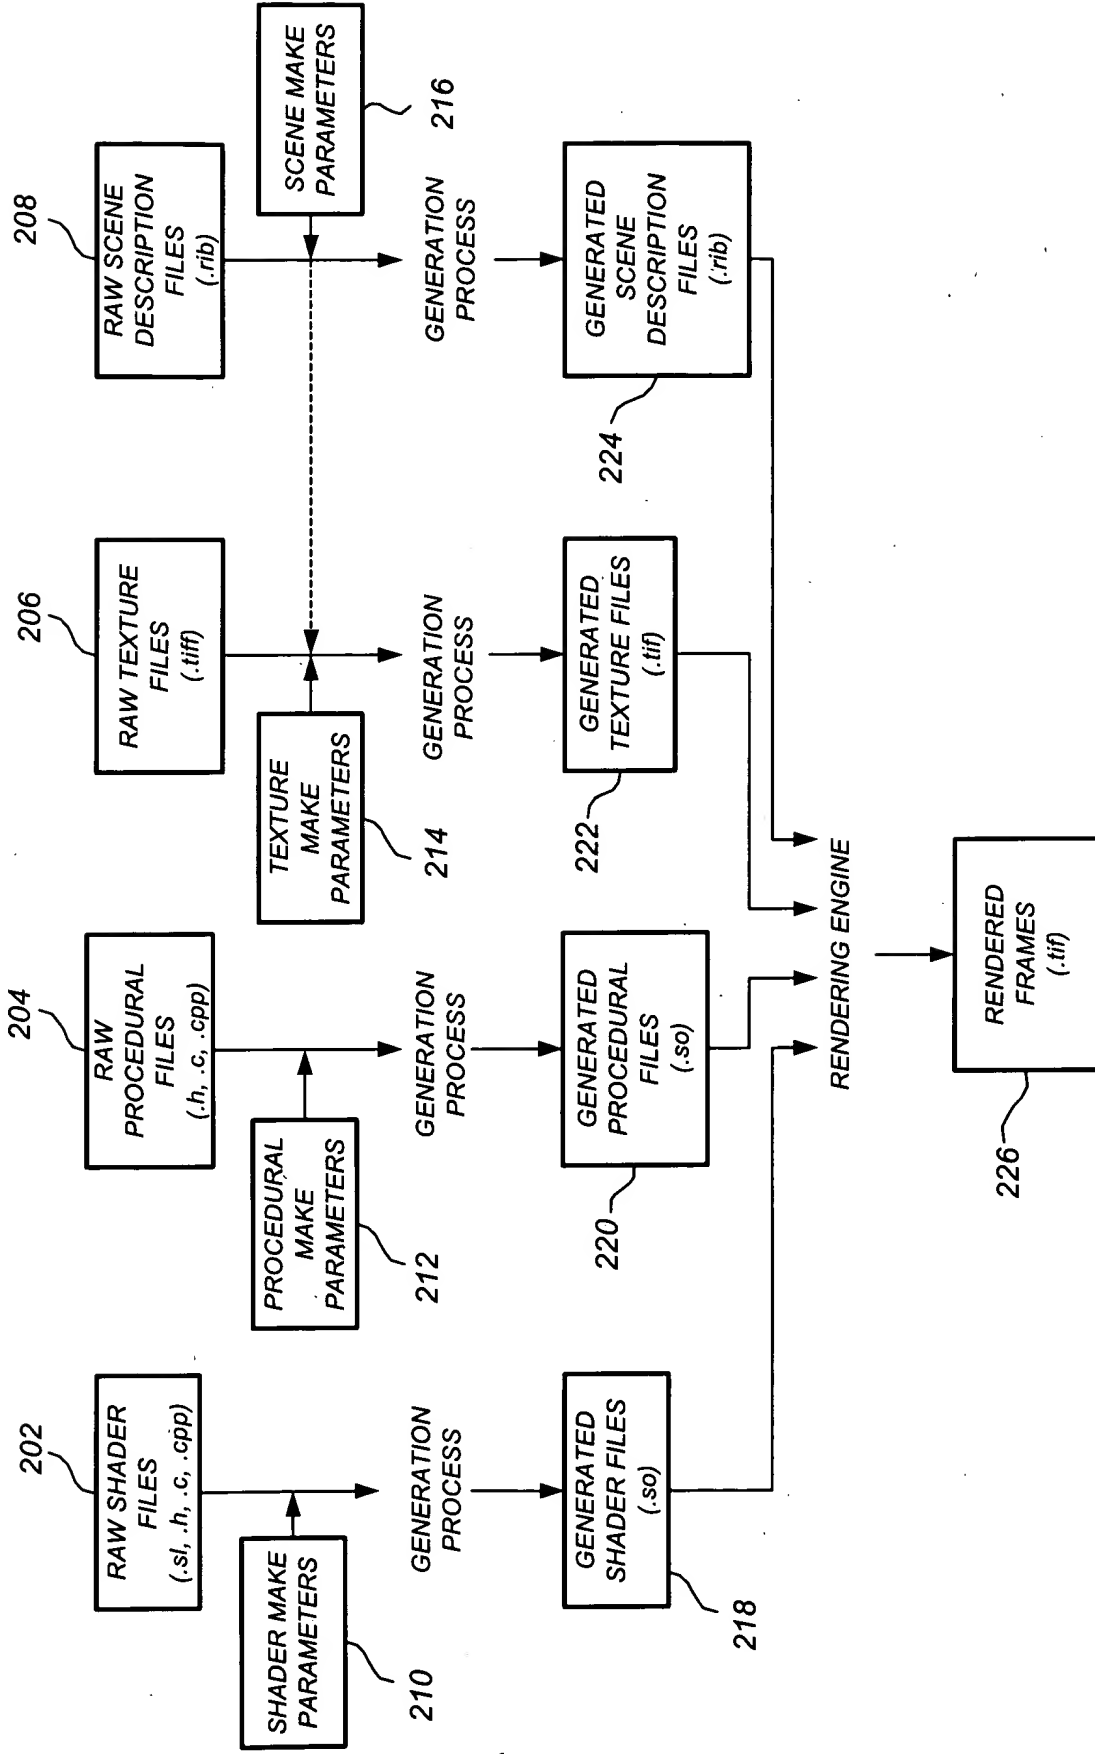 202
RAW SHADER
FILES
(.sl, .h, .c, .cpp)
204
RAW
PROCEDURAL
FILES
(.h, .c, .cpp)
206
RAW TEXTURE
FILES
(.tiff)
208
RAW SCENE
DESCRIPTION
FILES
(.rib)
SHADER MAKE
PARAMETERS
210
PROCEDURAL
MAKE
PARAMETERS
212
TEXTURE
MAKE
PARAMETERS
214
SCENE MAKE
PARAMETERS
216
GENERATION
PROCESS
GENERATION
PROCESS
GENERATION
PROCESS
GENERATION
PROCESS
GENERATED
SHADER FILES
(.so)
218
GENERATED
PROCEDURAL
FILES
(.so)
220
GENERATED
TEXTURE FILES
(.tif)
222
GENERATED
SCENE
DESCRIPTION
FILES
(.rib)
224
RENDERING ENGINE
RENDERED
FRAMES
(.tif)
226